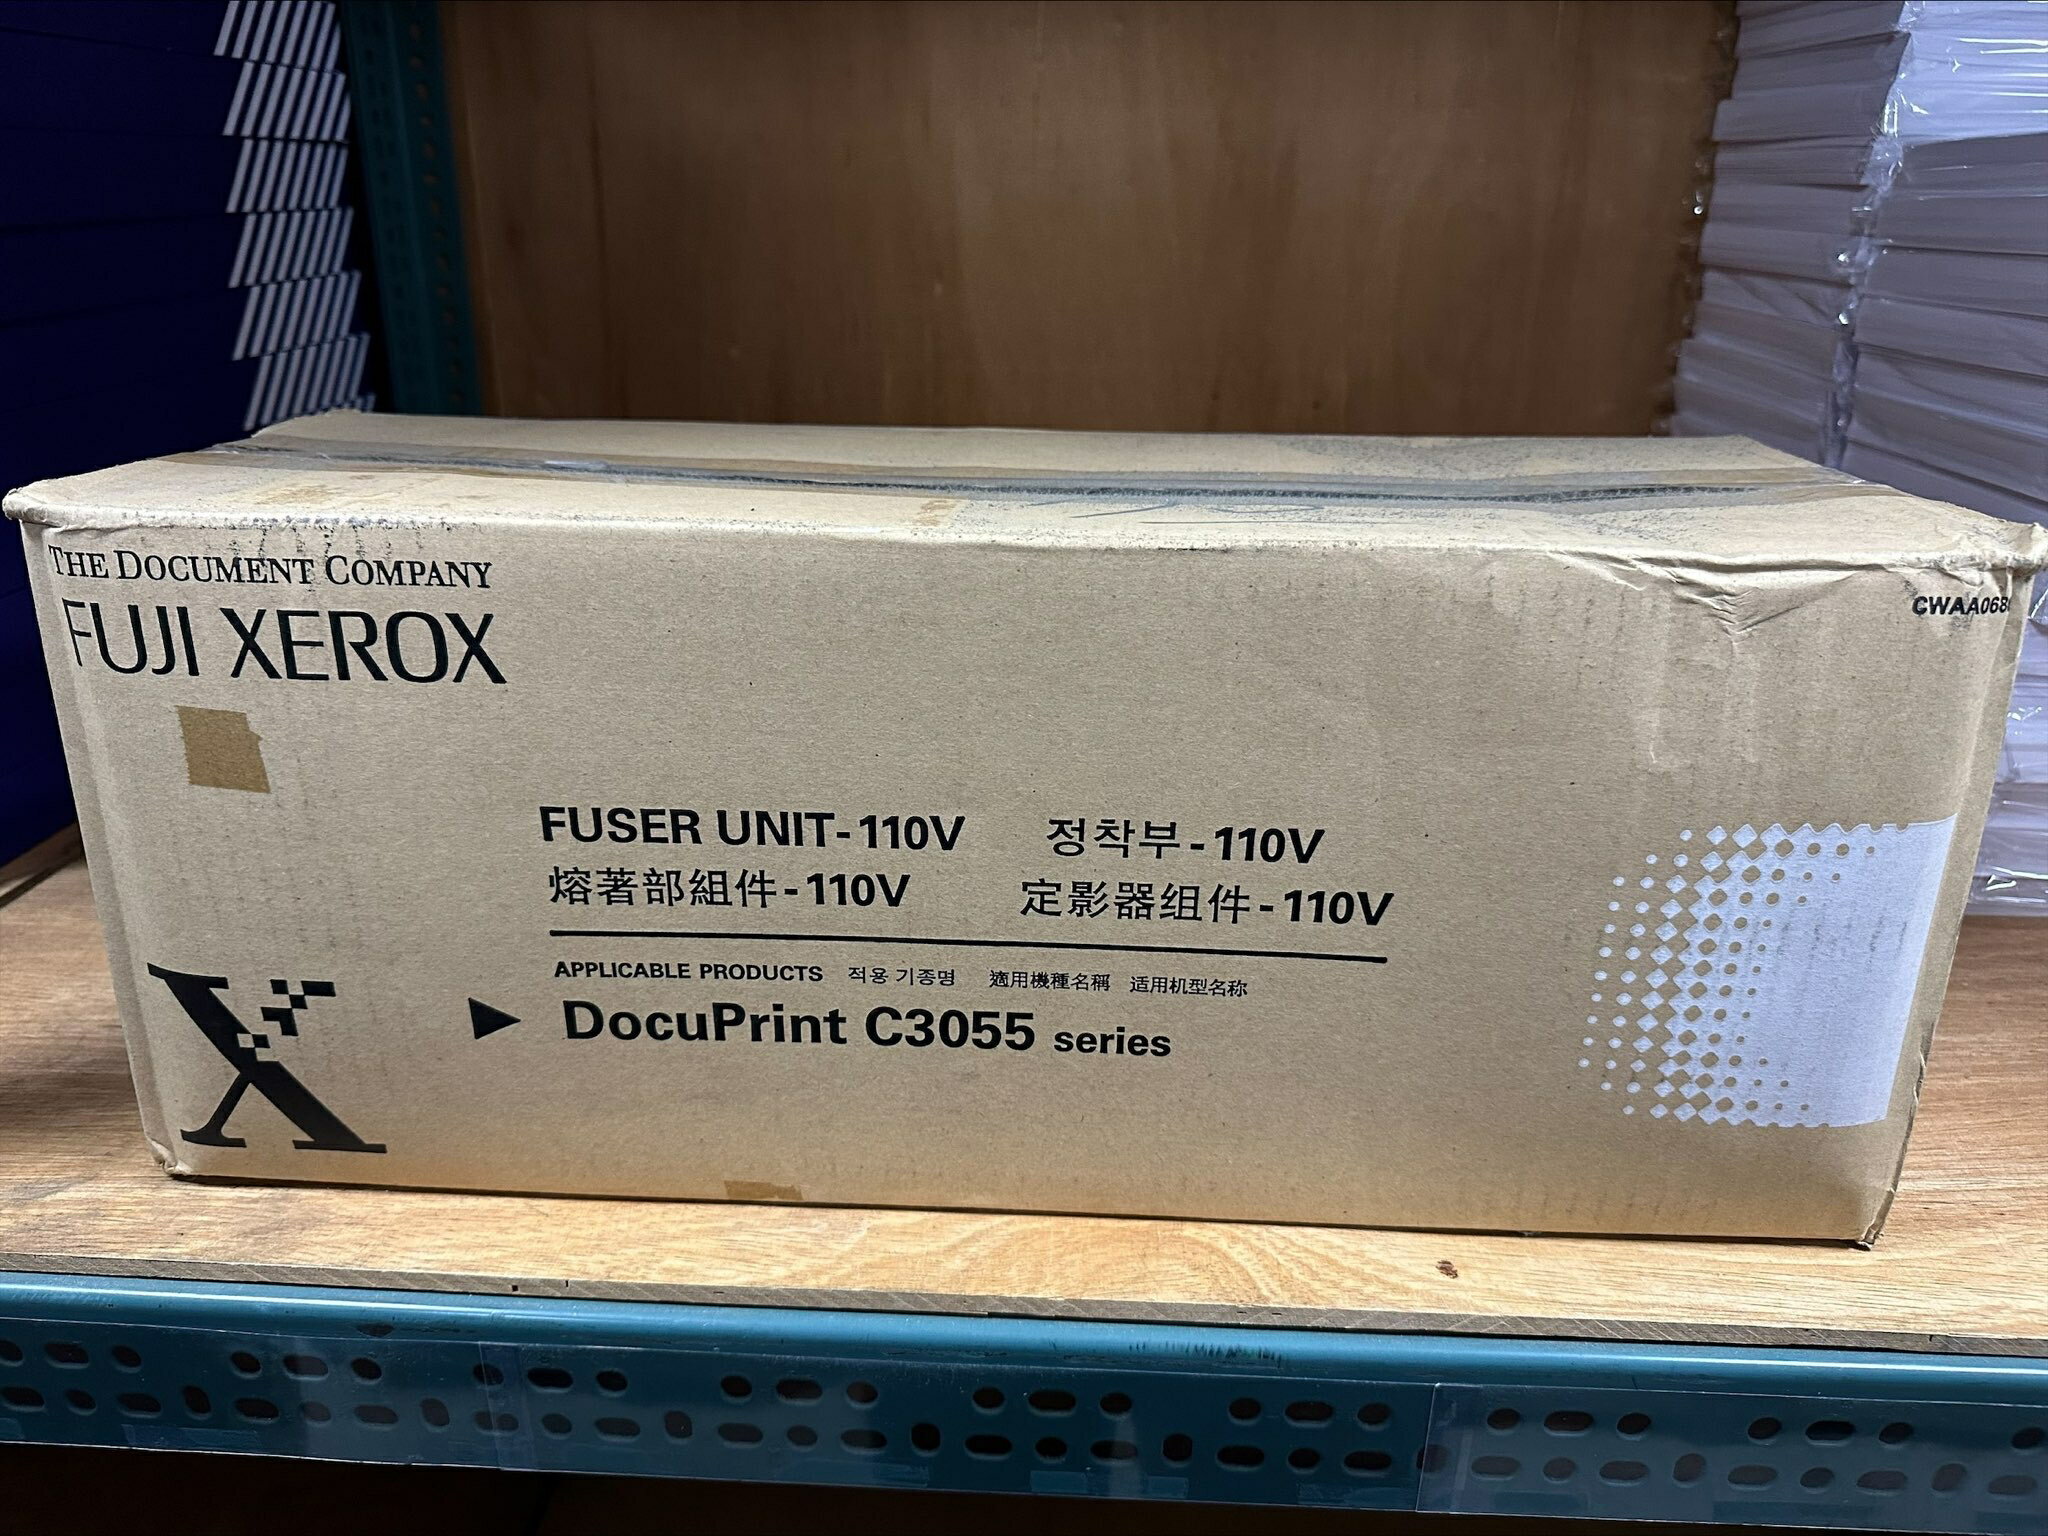 THE DOCUMENT COMPANY
FUJI XEROX
FUSER UNIT-110V
정착부-110V
熔著部組件-110V
定影器组件-110V
APPLICABLE PRODUCTS 적용 기종명 適用機種名稱 适用机型名称
DocuPrint C3055 series